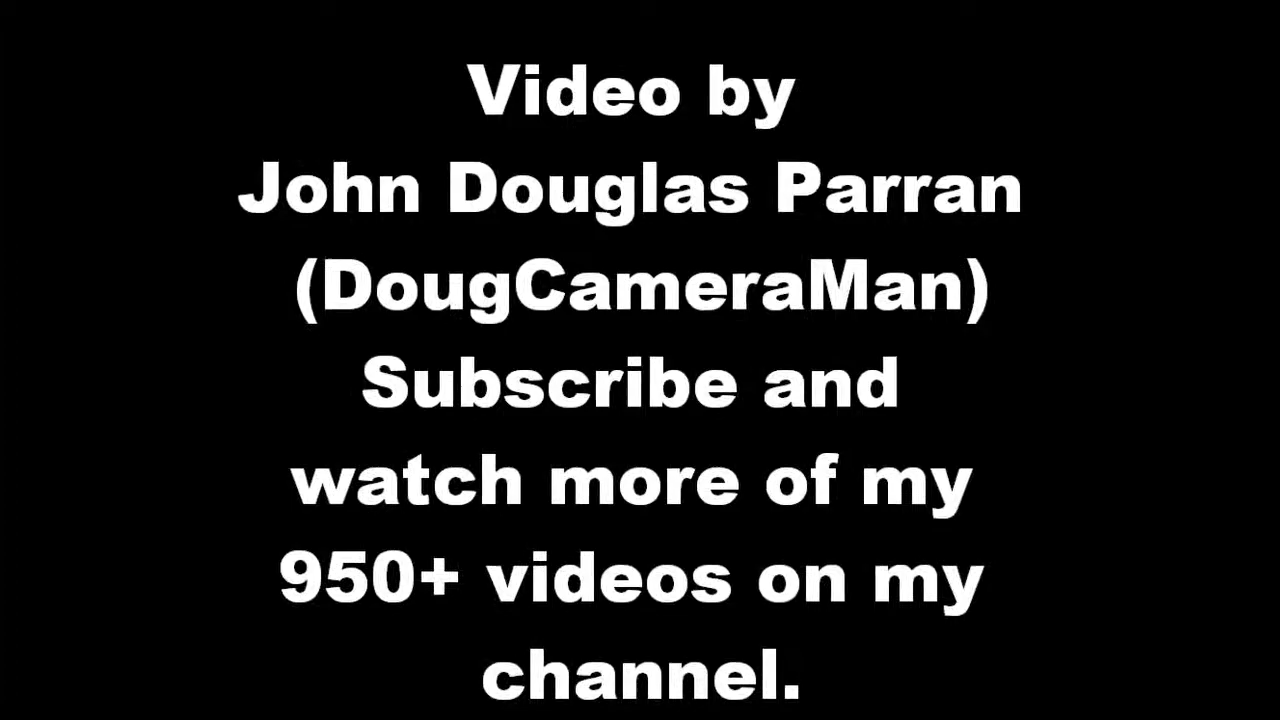 Video by
John Douglas Parran
(DougCameraMan)
Subscribe and
watch more of my
950+ videos on my
channel.